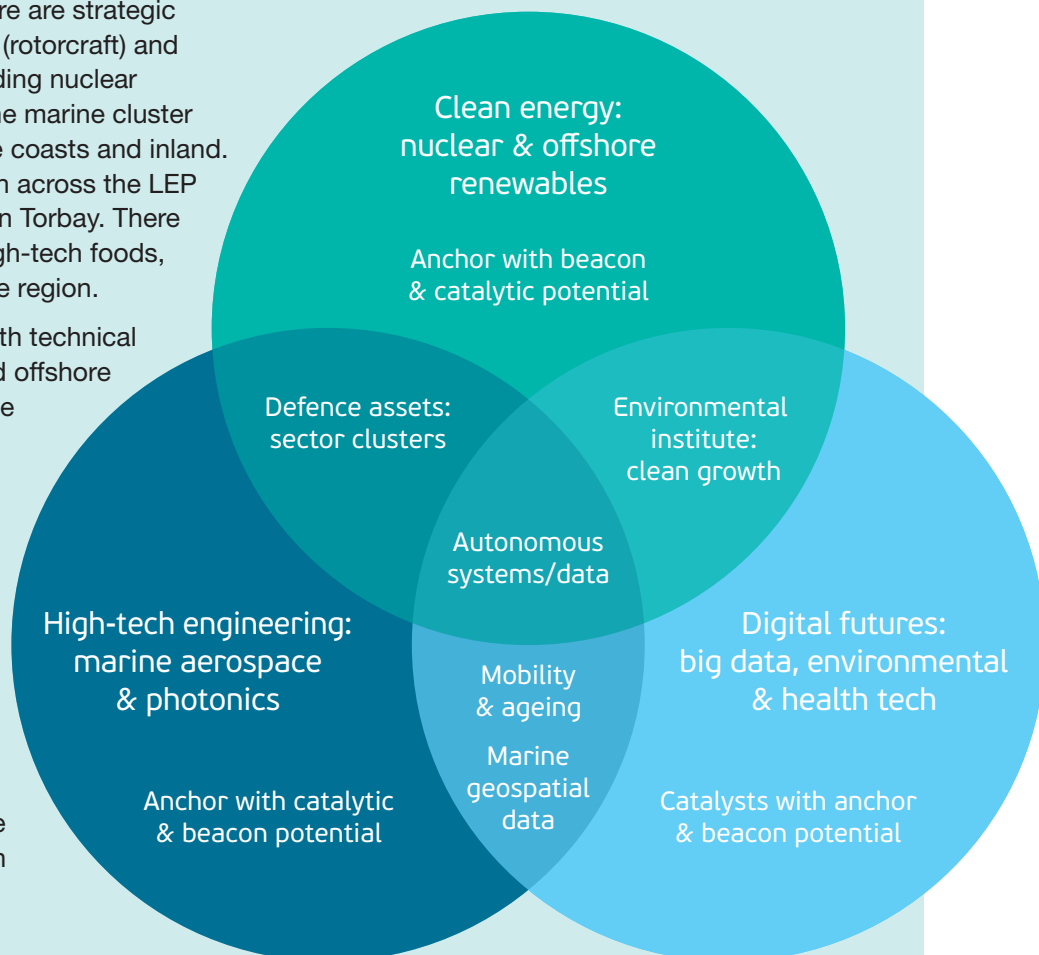 re are strategic
(rotorcraft) and
ding nuclear
ne marine cluster
e coasts and inland.
n across the LEP
n Torbay. There
gh-tech foods,
e region.
th technical
d offshore
e
e
n
Clean energy:
nuclear & offshore
renewables
Anchor with beacon
& catalytic potential
Defence assets:
sector clusters
Environmental
institute:
clean growth
Autonomous
systems/data
High-tech engineering:
marine aerospace
& photonics
Anchor with catalytic
& beacon potential
Mobility
& ageing
Marine
geospatial
data
Digital futures:
big data, environmental
& health tech
Catalysts with anchor
& beacon potential